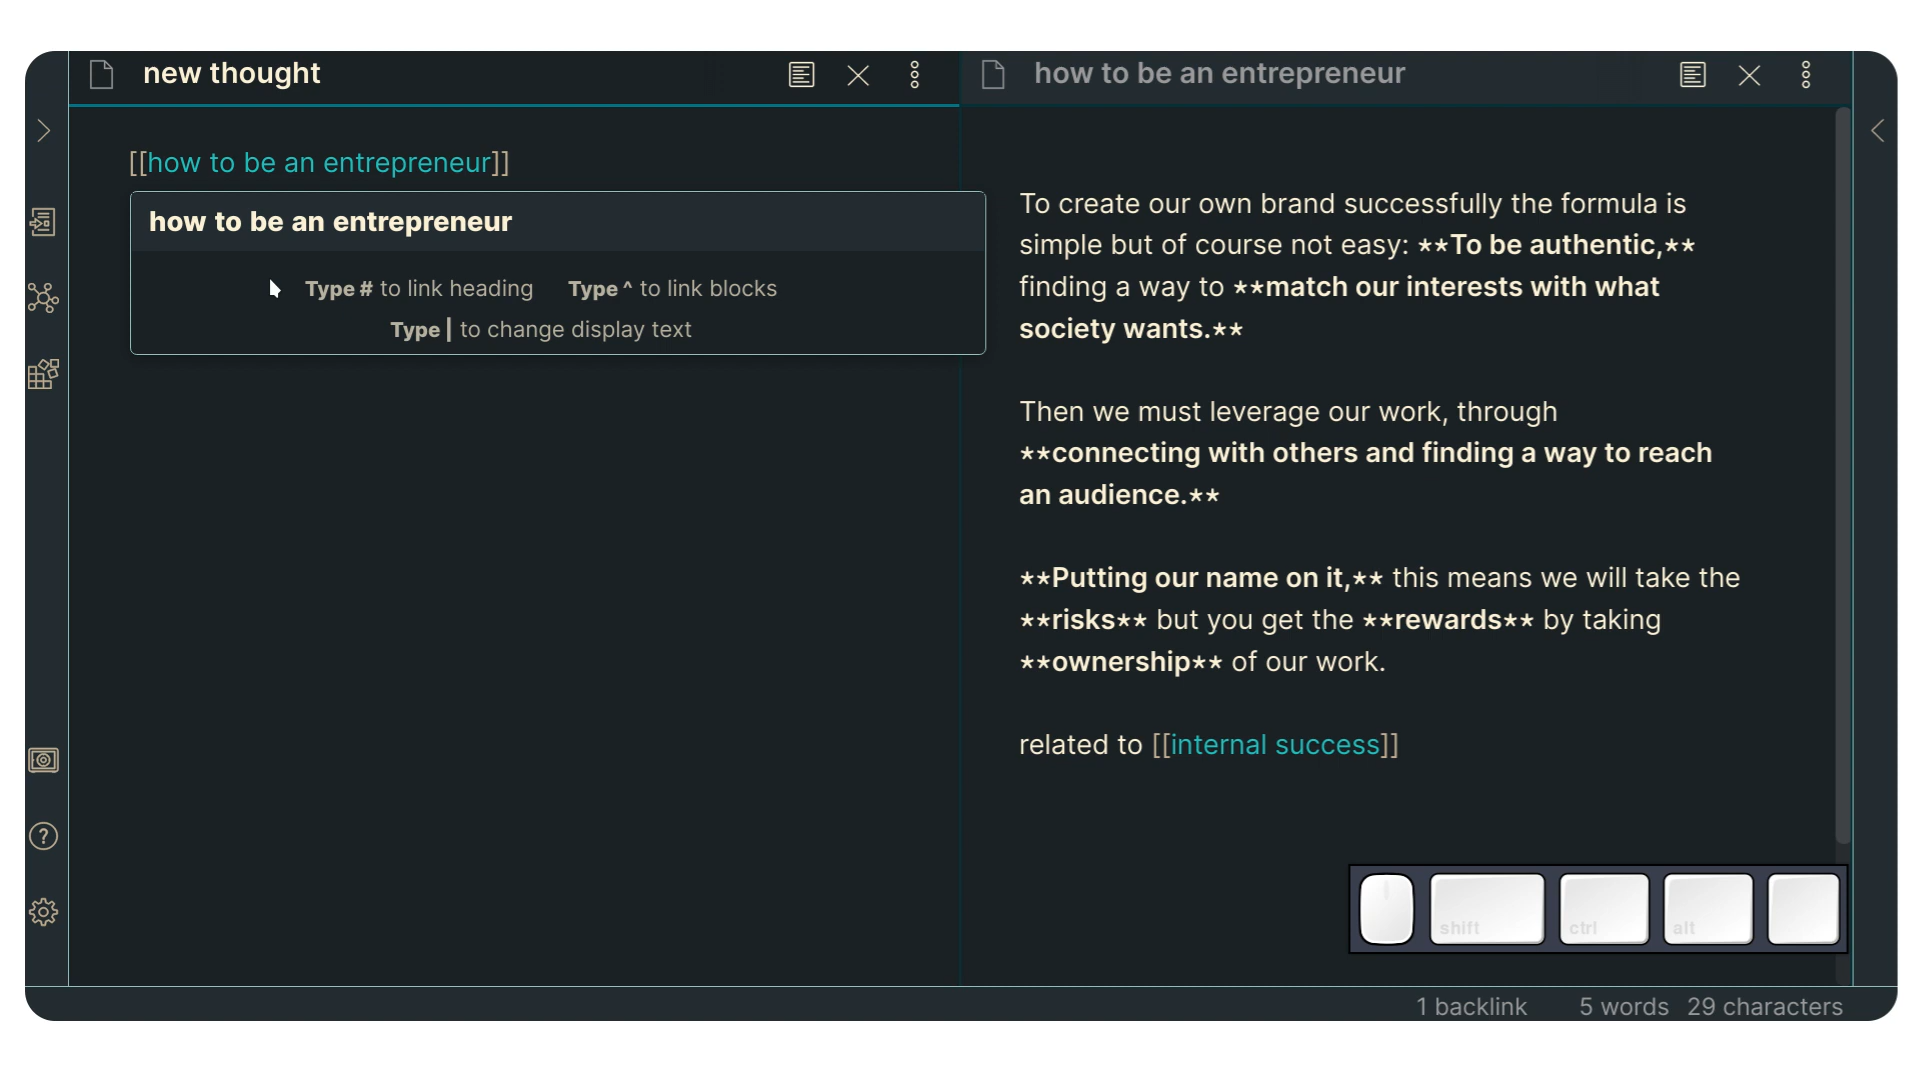 new thought
how to be an entrepreneur
[[how to be an entrepreneur]]
how to be an entrepreneur
Type # to link heading Type ^ to link blocks
Type | to change display text
To create our own brand successfully the formula is
simple but of course not easy: **To be authentic,**
finding a way to **match our interests with what
society wants.**
Then we must leverage our work, through
**connecting with others and finding a way to reach
an audience.**
**Putting our name on it,** this means we will take the
**risks** but you get the **rewards** by taking
**ownership** of our work.
related to [[internal success]]
shift ctrl alt
1 backlink 5 words 29 characters